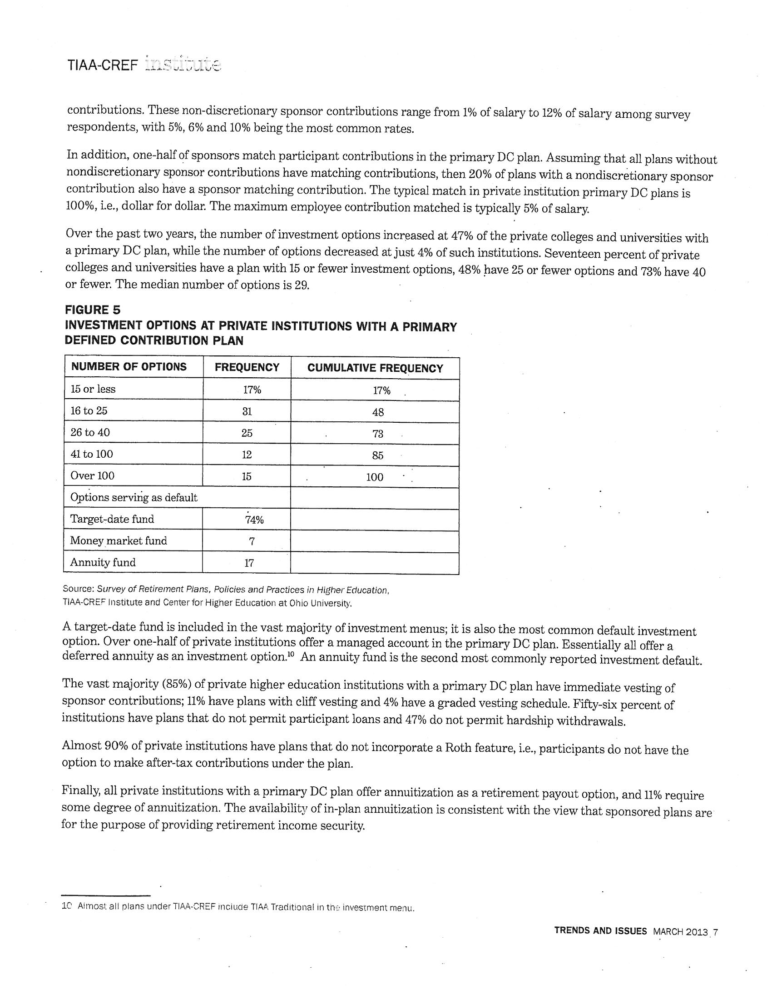 TIAA-CREF institute
contributions. These non-discretionary sponsor contributions range from 1% of salary to 12% of salary among survey
respondents, with 5%, 6% and 10% being the most common rates.
In addition, one-half of sponsors match participant contributions in the primary DC plan. Assuming that all plans without
nondiscretionary sponsor contributions have matching contributions, then 20% of plans with a nondiscretionary sponsor
contribution also have a sponsor matching contribution. The typical match in private institution primary DC plans is
100%, i.e., dollar for dollar. The maximum employee contribution matched is typically 5% of salary.
Over the past two years, the number of investment options increased at 47% of the private colleges and universities with
a primary DC plan, while the number of options decreased at just 4% of such institutions. Seventeen percent of private
colleges and universities have a plan with 15 or fewer investment options, 48% have 25 or fewer options and 73% have 40
or fewer. The median number of options is 29.
FIGURE 5
INVESTMENT OPTIONS AT PRIVATE INSTITUTIONS WITH A PRIMARY
DEFINED CONTRIBUTION PLAN
NUMBER OF OPTIONS FREQUENCY CUMULATIVE FREQUENCY
15 or less 17% 17%
16 to 25 31 48
26 to 40 25 73
41 to 100 12 85
Over 100 15 100
Options serving as default
Target-date fund 74%
Money market fund 7
Annuity fund 17
Source: Survey of Retirement Plans, Policies and Practices in Higher Education,
TIAA-CREF Institute and Center for Higher Education at Ohio University.
A target-date fund is included in the vast majority of investment menus; it is also the most common default investment
option. Over one-half of private institutions offer a managed account in the primary DC plan. Essentially all offer a
deferred annuity as an investment option.10 An annuity fund is the second most commonly reported investment default.
The vast majority (85%) of private higher education institutions with a primary DC plan have immediate vesting of
sponsor contributions; 11% have plans with cliff vesting and 4% have a graded vesting schedule. Fifty-six percent of
institutions have plans that do not permit participant loans and 47% do not permit hardship withdrawals.
Almost 90% of private institutions have plans that do not incorporate a Roth feature, i.e., participants do not have the
option to make after-tax contributions under the plan.
Finally, all private institutions with a primary DC plan offer annuitization as a retirement payout option, and 11% require
some degree of annuitization. The availability of in-plan annuitization is consistent with the view that sponsored plans are
for the purpose of providing retirement income security.
10 Almost all plans under TIAA-CREF include TIAA Traditional in the investment menu.
TRENDS AND ISSUES MARCH 2013 7